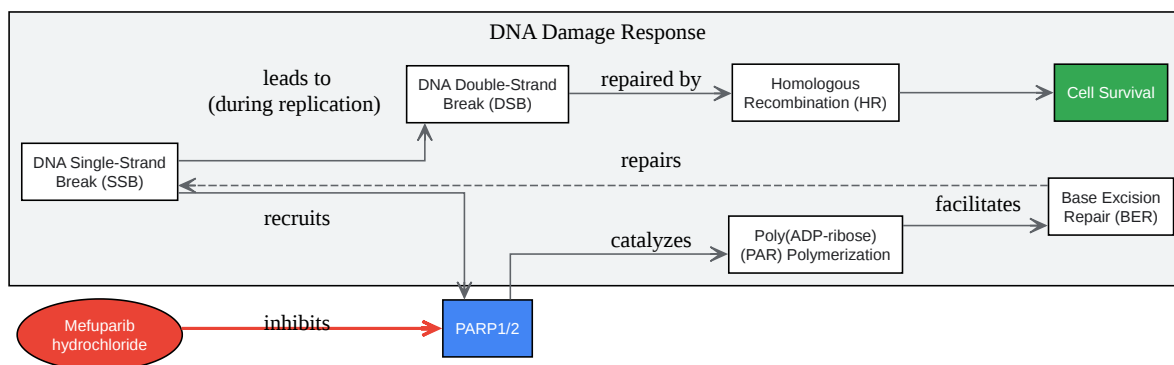 DNA Damage Response
leads to
(during replication)
DNA Double-Strand
Break (DSB)
repaired by
Homologous
Recombination (HR)
Cell Survival
DNA Single-Strand
Break (SSB)
repairs
recruits
catalyzes
Poly(ADP-ribose)
(PAR) Polymerization
facilitates
Base Excision
Repair (BER)
Mefuparib
hydrochloride
inhibits
PARP1/2